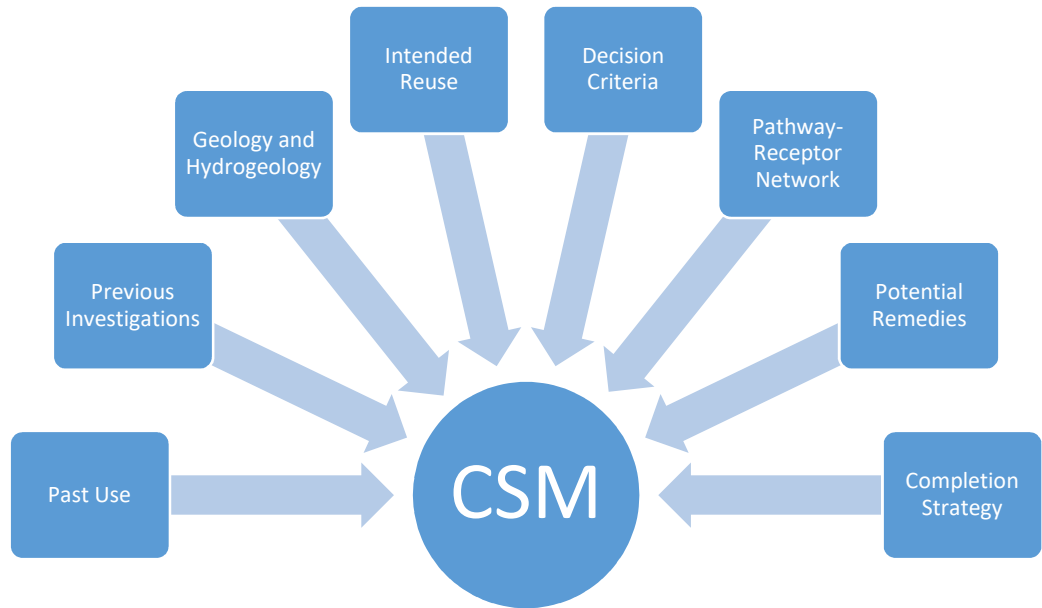 Intended
Reuse
Decision
Criteria
Geology and
Hydrogeology
Pathway-
Receptor
Network
Previous
Investigations
Potential
Remedies
Past Use
CSM
Completion
Strategy